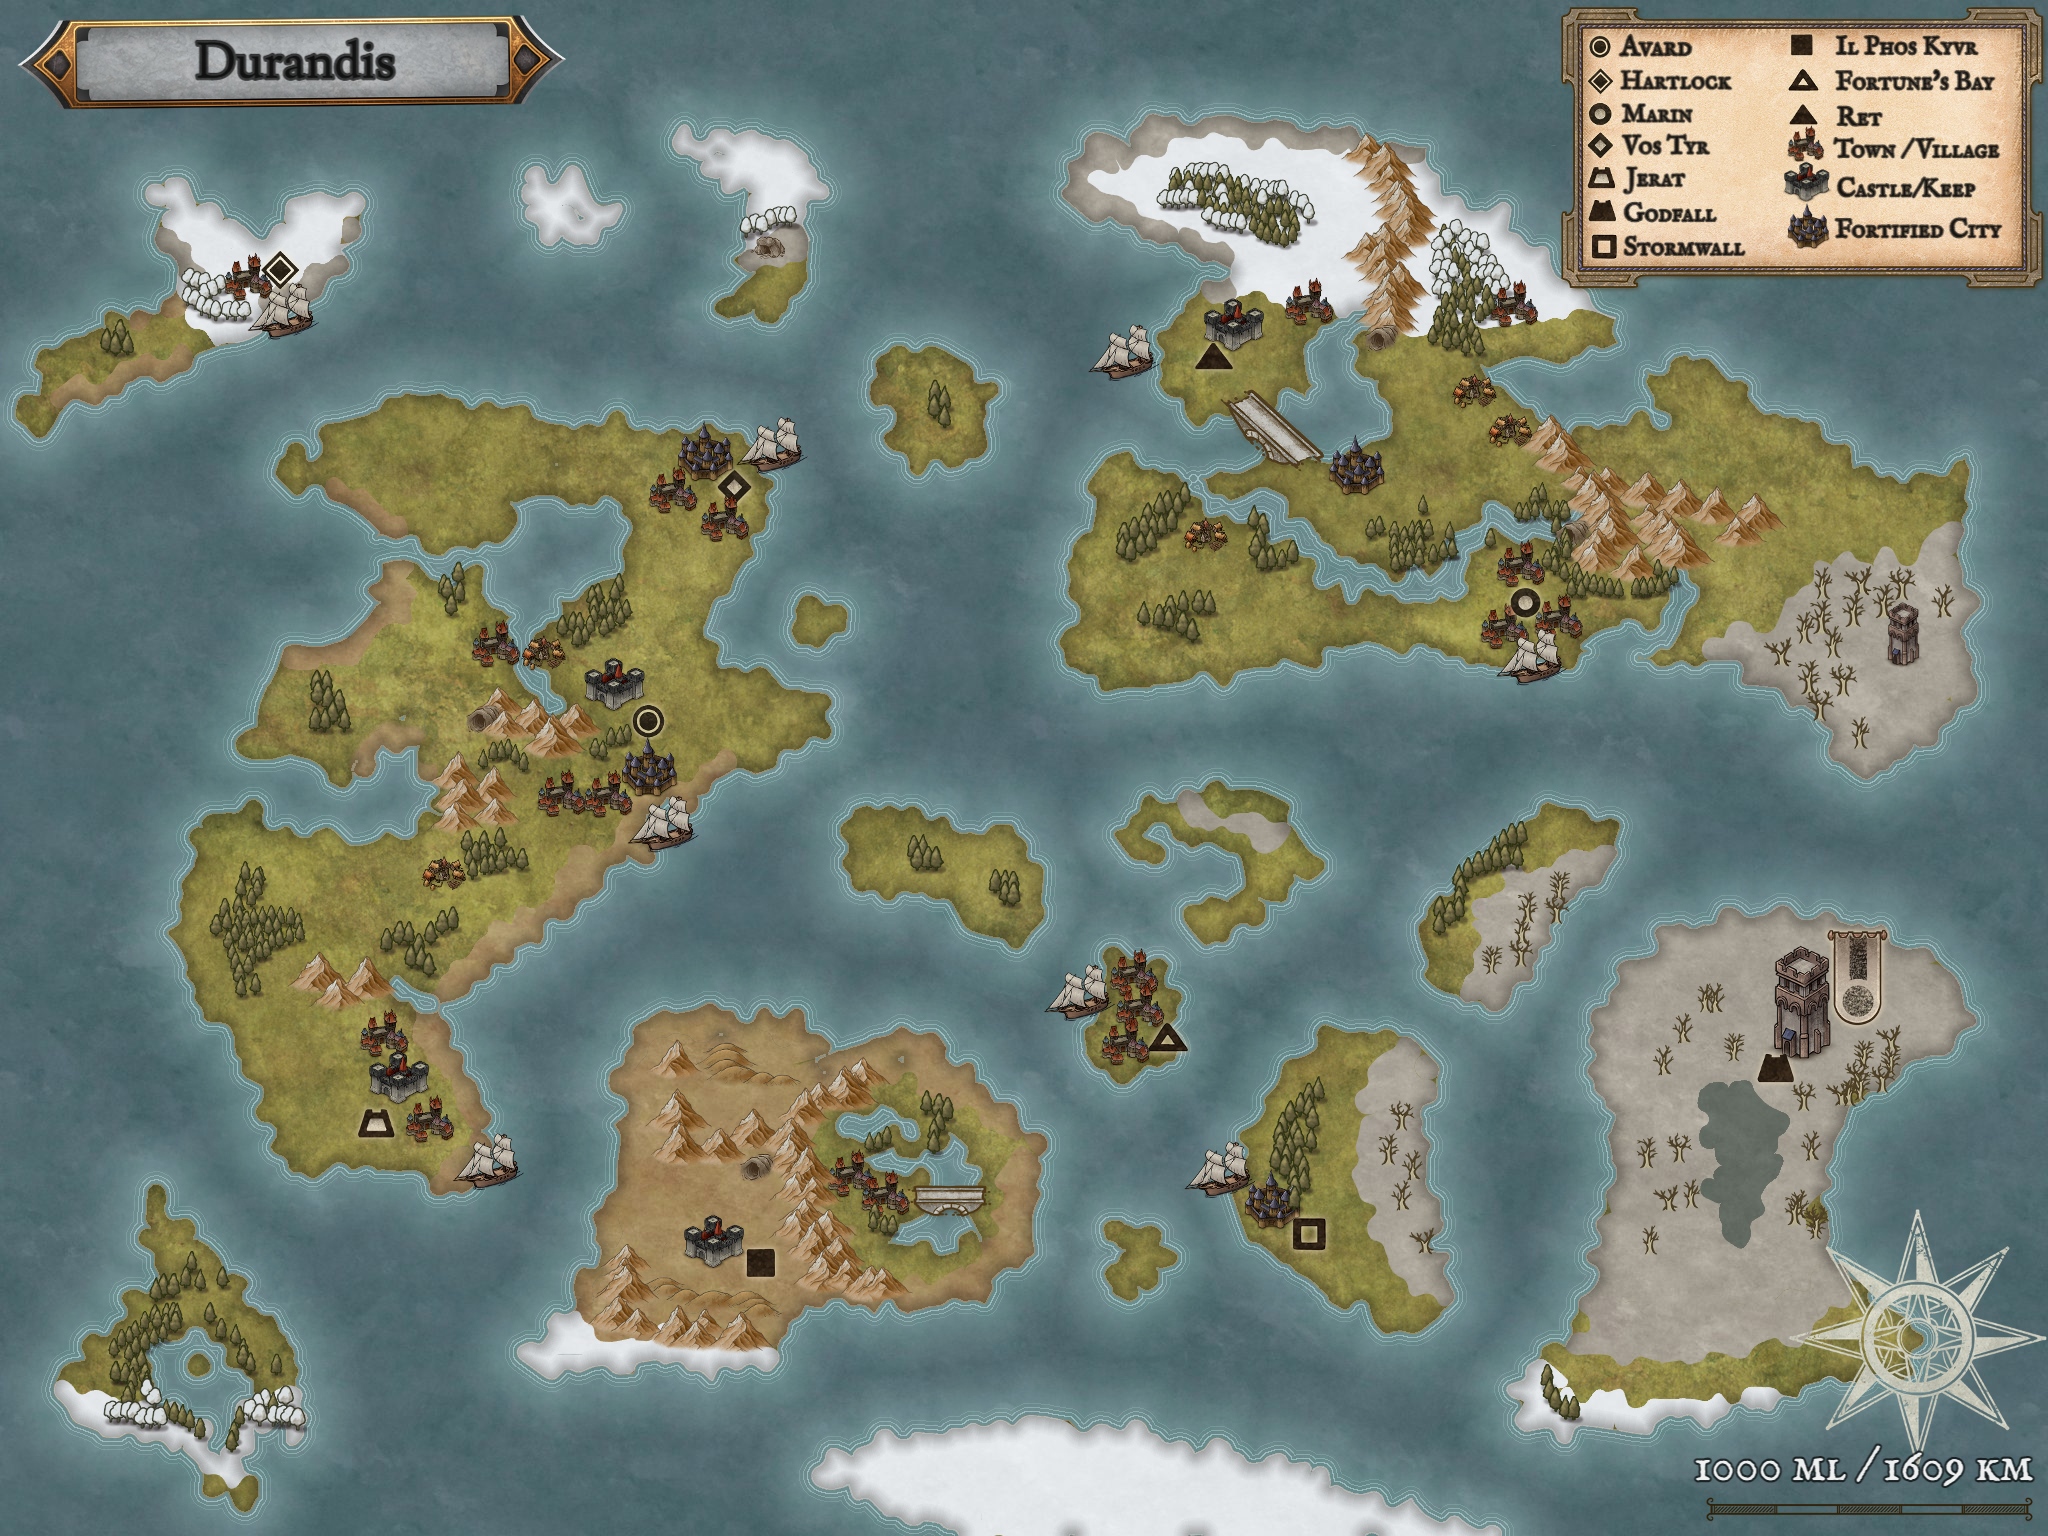 Durandis
Avard
Hartlock
Marin
Vos Tyr
Jerat
Godfall
Stormwall
Il Phos Kyvr
Fortune's Bay
Ret
Town /Village
Castle/Keep
Fortified City
1000 ML / 1609 KM